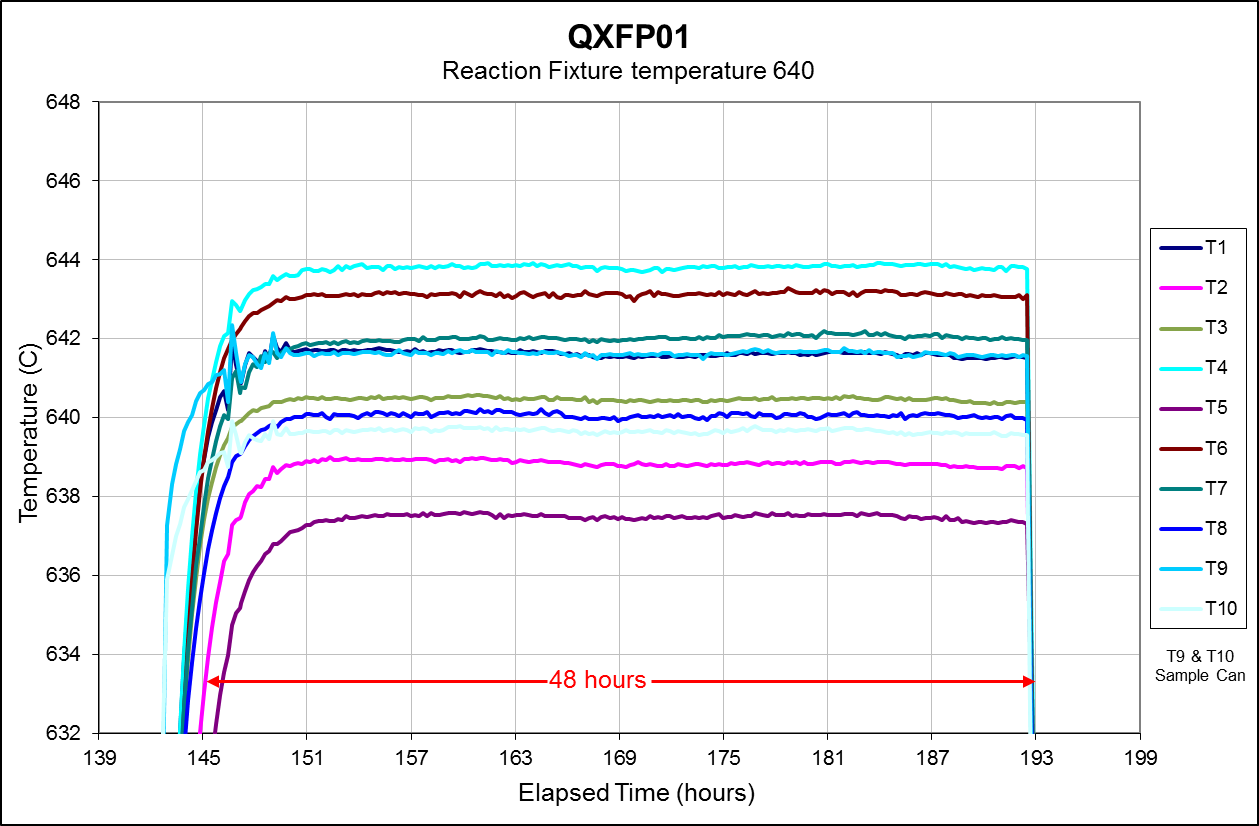 QXFP01
Reaction Fixture temperature 640
648
646
644
642
640
638
636
634
632
Temperature (C)
48 hours
139 145 151 157 163 169 175 181 187 193 199
Elapsed Time (hours)
T1
T2
T3
T4
T5
T6
T7
T8
T9
T10
T9 & T10
Sample Can